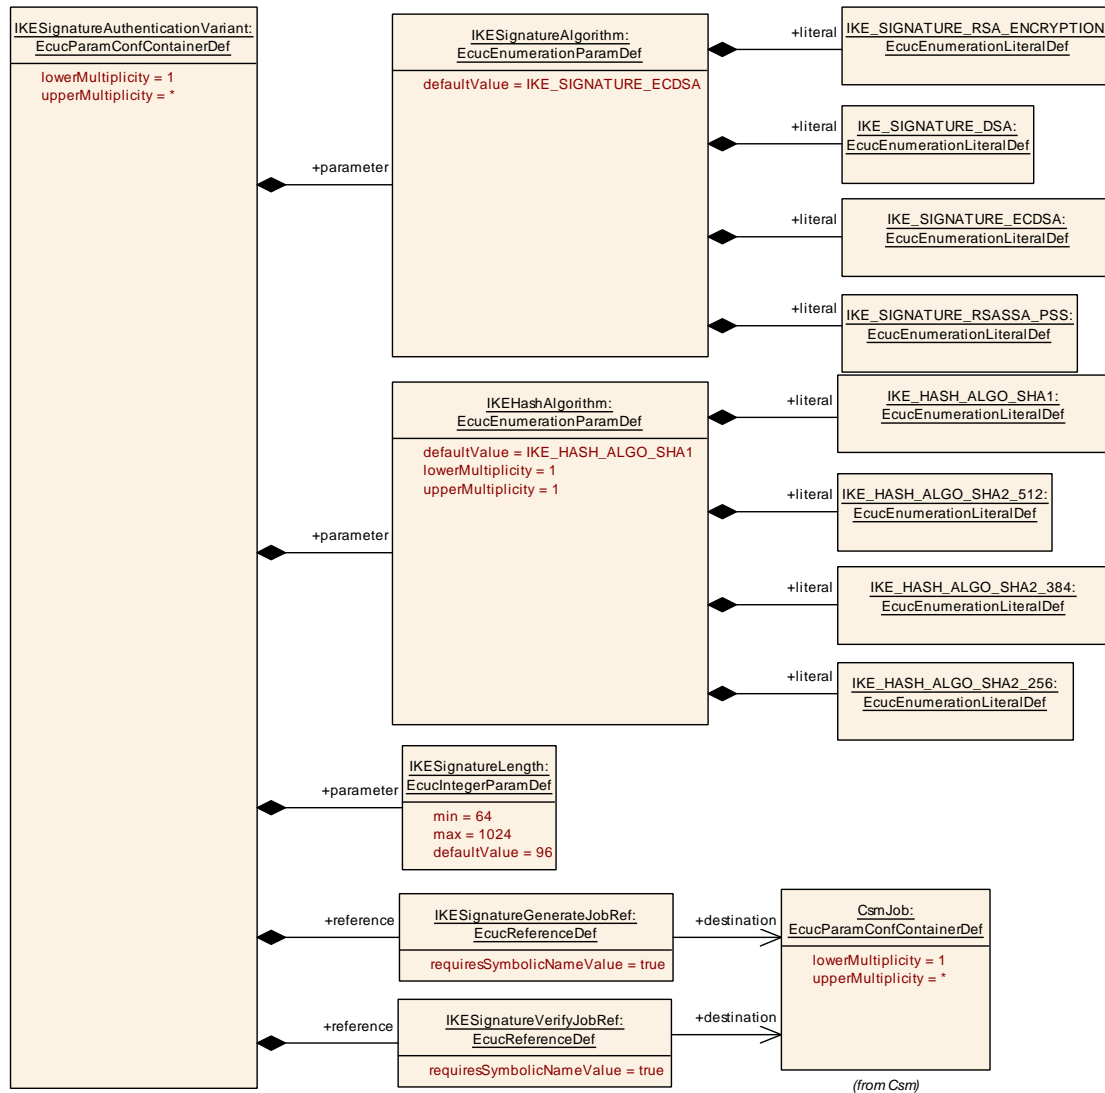 IKESignatureAuthenticationVariant:
EcucParamConfContainerDef
lowerMultiplicity = 1
upperMultiplicity = *
+parameter
IKESignatureAlgorithm:
EcucEnumerationParamDef
defaultValue = IKE_SIGNATURE_ECDSA
+literal
IKE_SIGNATURE_RSA_ENCRYPTION
EcucEnumerationLiteralDef
+literal
IKE_SIGNATURE_DSA:
EcucEnumerationLiteralDef
+literal
IKE_SIGNATURE_ECDSA:
EcucEnumerationLiteralDef
+literal
IKE_SIGNATURE_RSASSA_PSS:
EcucEnumerationLiteralDef
+parameter
IKEHashAlgorithm:
EcucEnumerationParamDef
defaultValue = IKE_HASH_ALGO_SHA1
lowerMultiplicity = 1
upperMultiplicity = 1
+literal
IKE_HASH_ALGO_SHA1:
EcucEnumerationLiteralDef
+literal
IKE_HASH_ALGO_SHA2_512:
EcucEnumerationLiteralDef
+literal
IKE_HASH_ALGO_SHA2_384:
EcucEnumerationLiteralDef
+literal
IKE_HASH_ALGO_SHA2_256:
EcucEnumerationLiteralDef
+parameter
IKESignatureLength:
EcucIntegerParamDef
min = 64
max = 1024
defaultValue = 96
+reference
IKESignatureGenerateJobRef:
EcucReferenceDef
requiresSymbolicNameValue = true
+destination
CsmJob:
EcucParamConfContainerDef
lowerMultiplicity = 1
upperMultiplicity = *
+reference
IKESignatureVerifyJobRef:
EcucReferenceDef
requiresSymbolicNameValue = true
+destination
(from Csm)